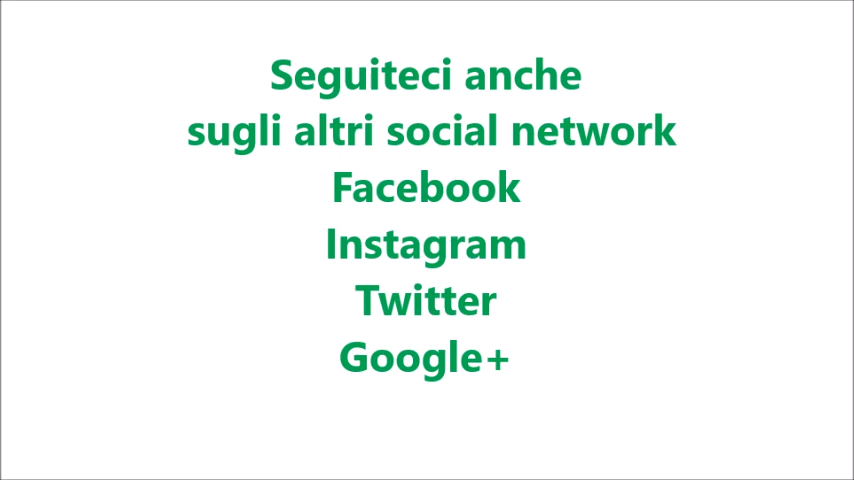 Seguiteci anche
sugli altri social network
Facebook
Instagram
Twitter
Google+